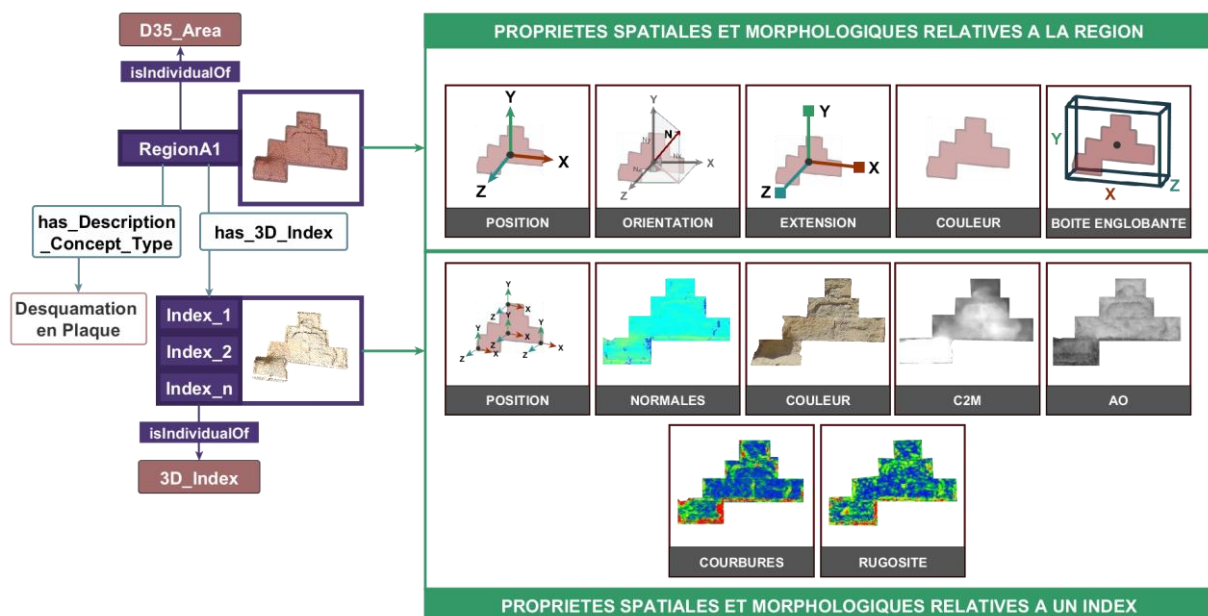 D35_Area
isIndividualOf
RegionA1
has_Description
_Concept_Type
has_3D_Index
Desquamation
en Plaque
Index_1
Index_2
Index_n
isIndividualOf
3D_Index
PROPRIETES SPATIALES ET MORPHOLOGIQUES RELATIVES A LA REGION
Y
X
Z
POSITION
Y
N
X
Z
ORIENTATION
Y
X
Z
EXTENSION
COULEUR
Y
X
Z
BOITE ENGLOBANTE
Y
Z
X
Y
Y
Y
Z
X
Z
X
Z
X
POSITION
NORMALES
COULEUR
C2M
AO
COURBURES
RUGOSITE
PROPRIETES SPATIALES ET MORPHOLOGIQUES RELATIVES A UN INDEX